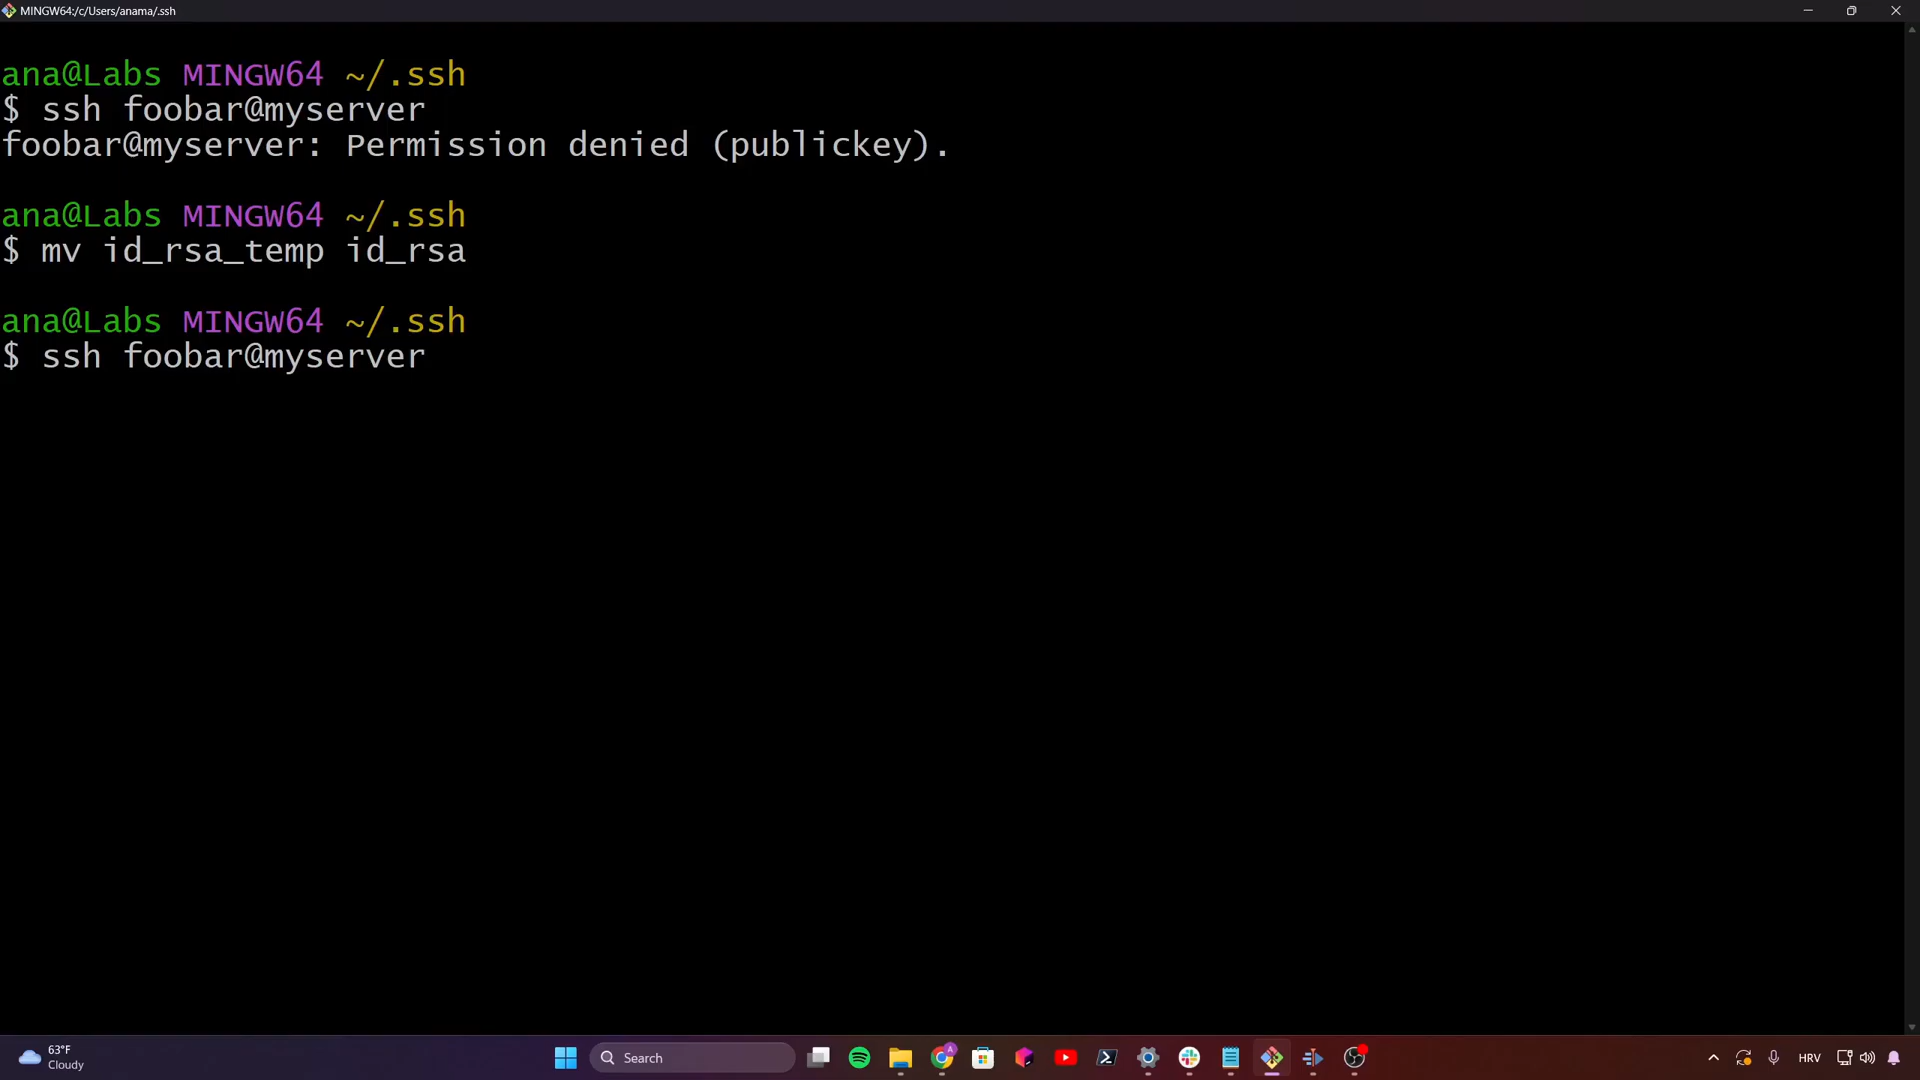 MINGW64:/c/Users/anama/.ssh
ana@Labs MINGW64 ~/.ssh
$ ssh foobar@myserver
foobar@myserver: Permission denied (publickey).
ana@Labs MINGW64 ~/.ssh
$ mv id_rsa_temp id_rsa
ana@Labs MINGW64 ~/.ssh
$ ssh foobar@myserver
63°F
Cloudy
Search
A
HRV